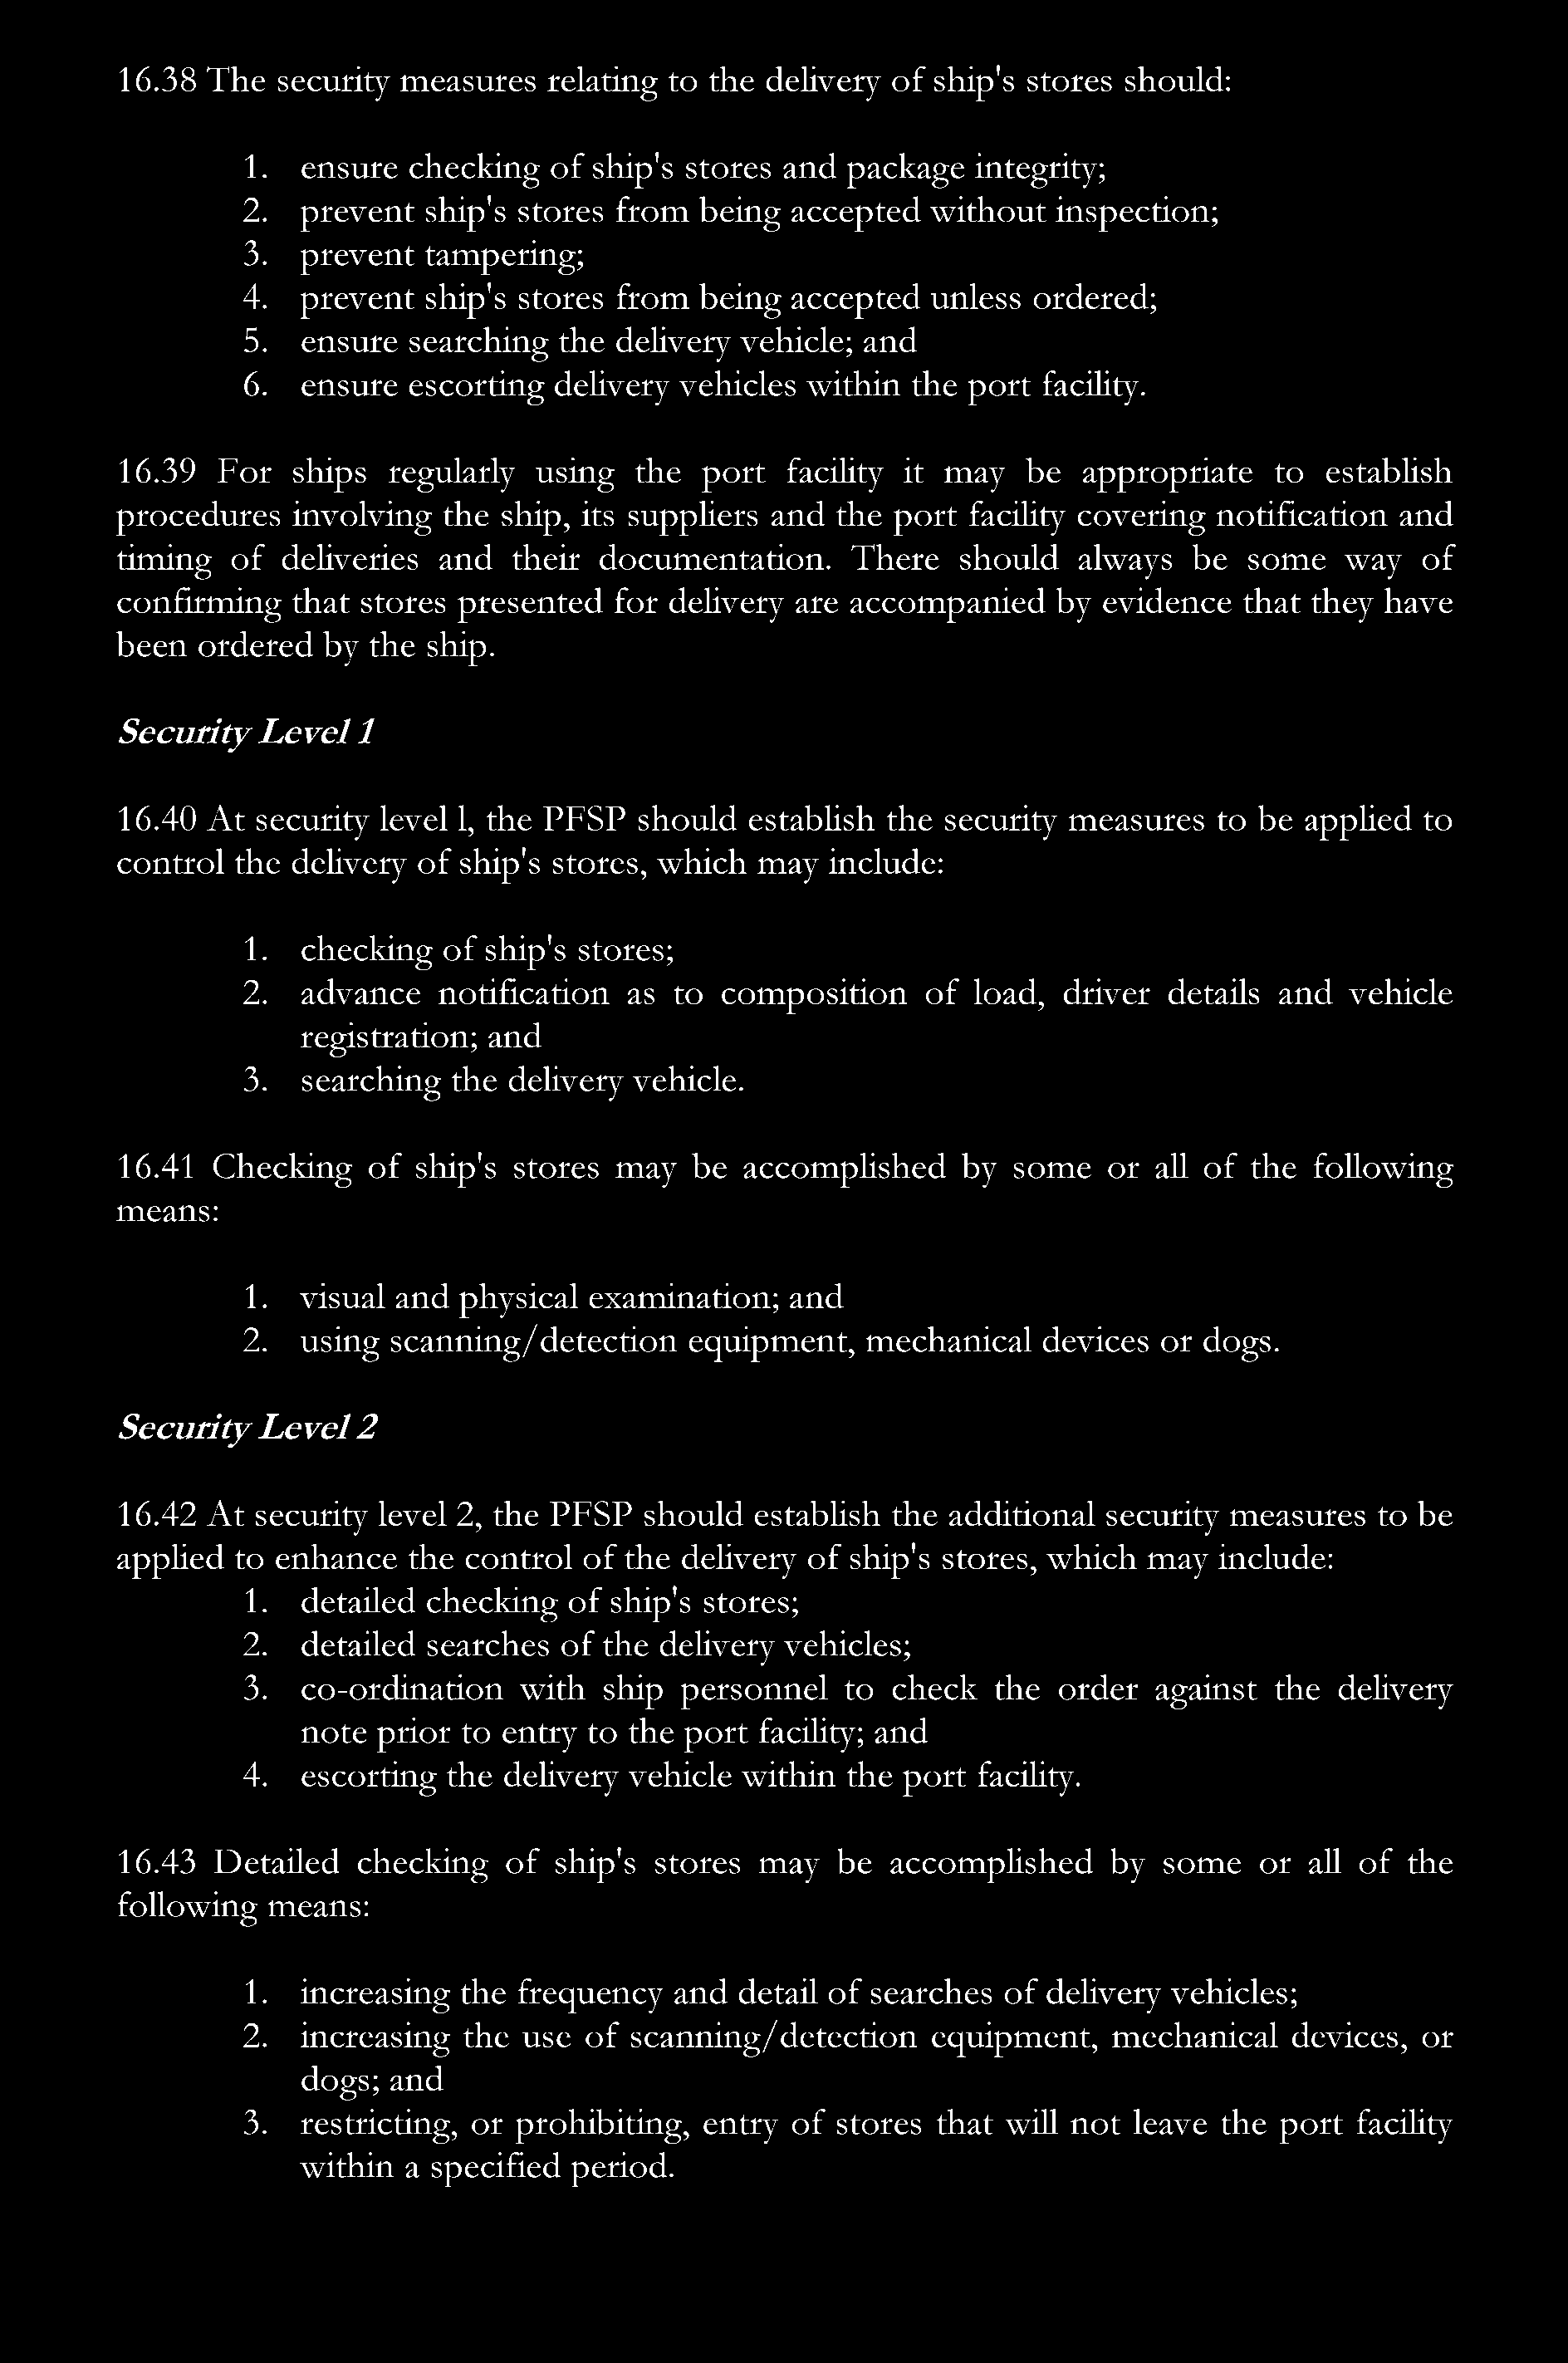 16.38 The security measures relating to the delivery of ship's stores should:
1. ensure checking of ship's stores and package integrity;
2. prevent ship's stores from being accepted without inspection;
3. prevent tampering;
4. prevent ship's stores from being accepted unless ordered;
5. ensure searching the delivery vehicle; and
6. ensure escorting delivery vehicles within the port facility.
16.39 For ships regularly using the port facility it may be appropriate to establish
procedures involving the ship, its suppliers and the port facility covering notification and
timing of deliveries and their documentation. There should always be some way of
confirming that stores presented for delivery are accompanied by evidence that they have
been ordered by the ship.
Security Level 1
16.40 At security level l, the PFSP should establish the security measures to be applied to
control the delivery of ship's stores, which may include:
1. checking of ship's stores;
2. advance notification as to composition of load, driver details and vehicle
registration; and
3. searching the delivery vehicle.
16.41 Checking of ship's stores may be accomplished by some or all of the following
means:
1. visual and physical examination; and
2. using scanning/detection equipment, mechanical devices or dogs.
Security Level 2
16.42 At security level 2, the PFSP should establish the additional security measures to be
applied to enhance the control of the delivery of ship's stores, which may include:
1. detailed checking of ship's stores;
2. detailed searches of the delivery vehicles;
3. co-ordination with ship personnel to check the order against the delivery
note prior to entry to the port facility; and
4. escorting the delivery vehicle within the port facility.
16.43 Detailed checking of ship's stores may be accomplished by some or all of the
following means:
1. increasing the frequency and detail of searches of delivery vehicles;
2. increasing the use of scanning/detection equipment, mechanical devices, or
dogs; and
3. restricting, or prohibiting, entry of stores that will not leave the port facility
within a specified period.